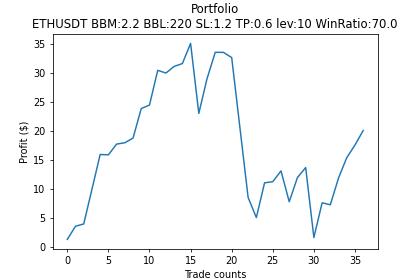 Portfolio
ETHUSDT BBM:2.2 BBL:220 SL:1.2 TP:0.6 lev:10 WinRatio:70.0
35
30
25
20
15
10
5
0
Profit ($)
0 5 10 15 20 25 30 35
Trade counts